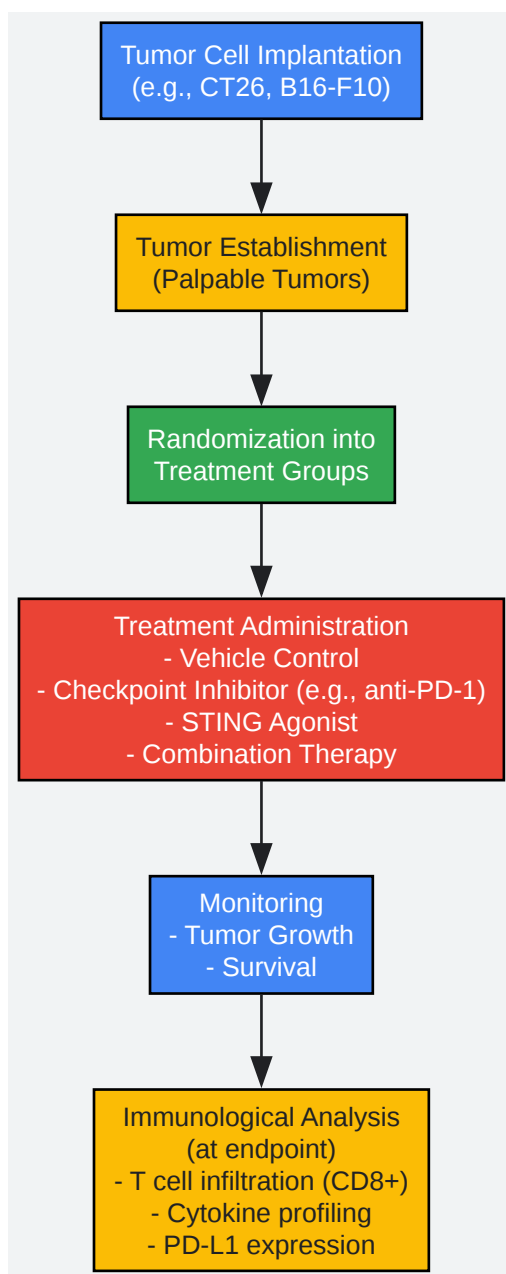 Tumor Cell Implantation
(e.g., CT26, B16-F10)
Tumor Establishment
(Palpable Tumors)
Randomization into
Treatment Groups
Treatment Administration
- Vehicle Control
- Checkpoint Inhibitor (e.g., anti-PD-1)
- STING Agonist
- Combination Therapy
Monitoring
- Tumor Growth
- Survival
Immunological Analysis
(at endpoint)
- T cell infiltration (CD8+)
- Cytokine profiling
- PD-L1 expression